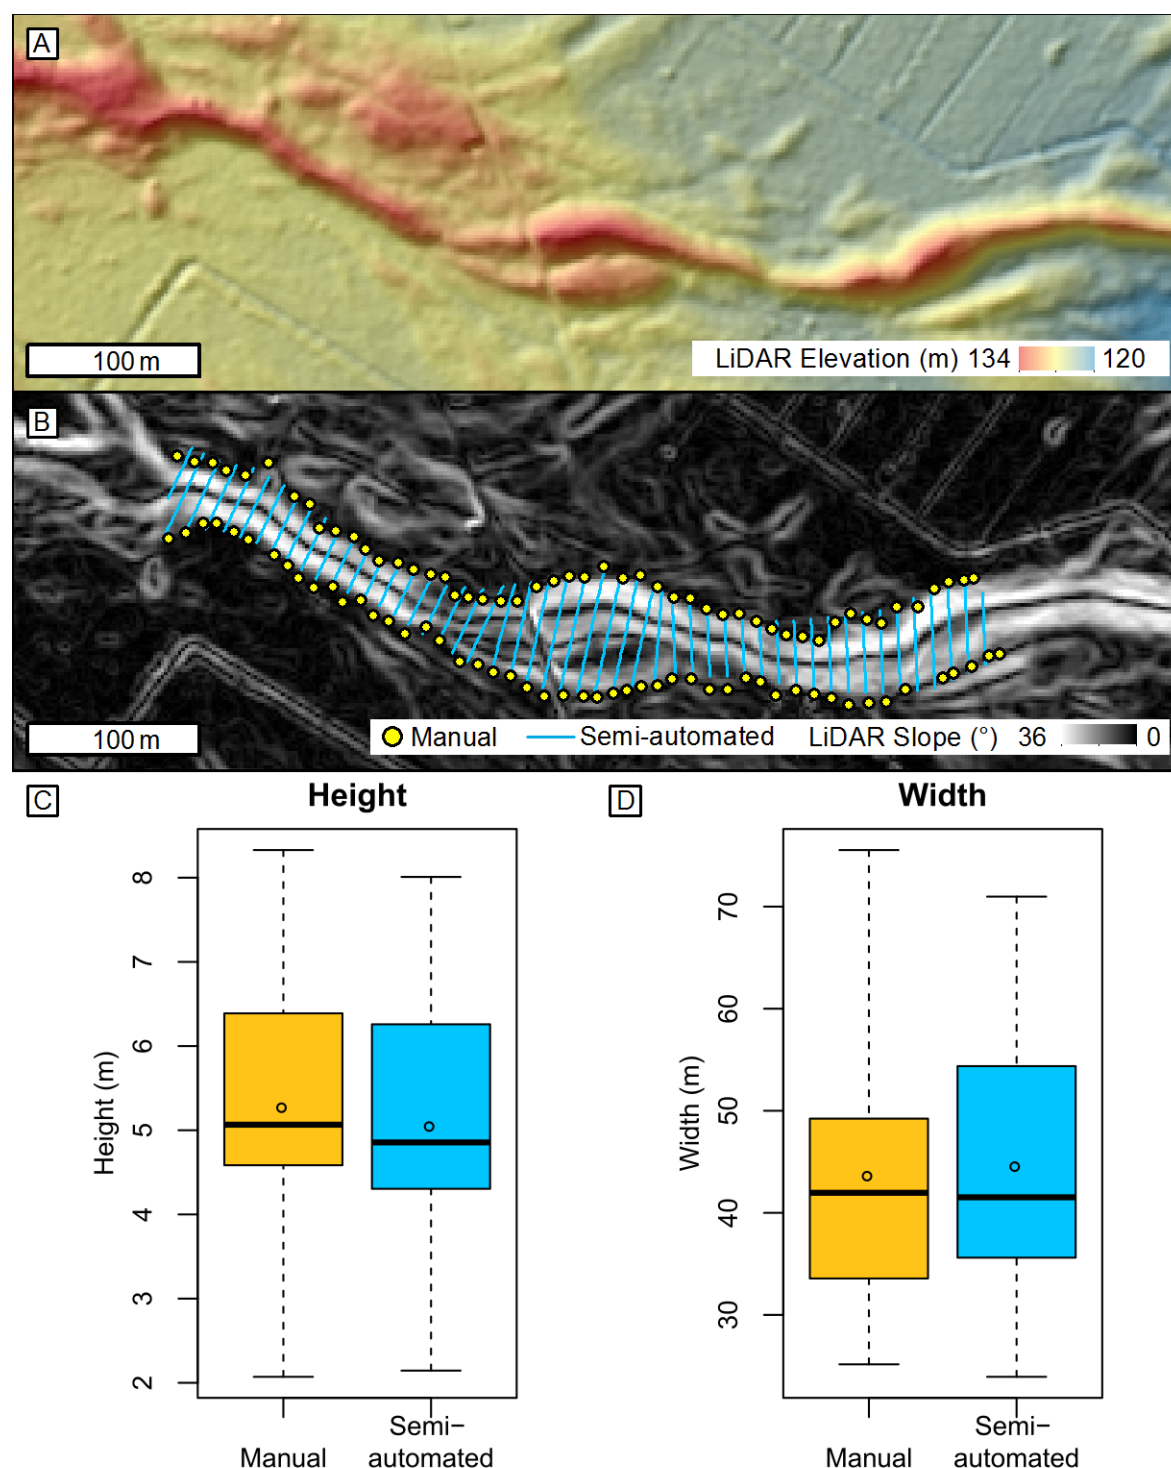 A
100 m
LiDAR Elevation (m) 134 120
B
100 m
Manual Semi-automated LiDAR Slope (°) 36 0
C
Height
Height (m)
8
7
6
5
4
3
2
Manual
Semi-
automated
D
Width
Width (m)
70
60
50
40
30
Manual
Semi-
automated